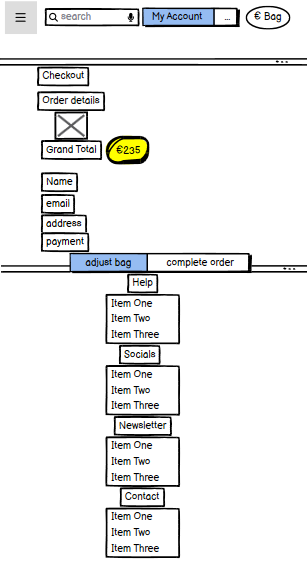 search My Account ... € Bag
Checkout
Order details
Grand Total €235
Name
email
address
payment
adjust bag complete order
Help
Item One
Item Two
Item Three
Socials
Item One
Item Two
Item Three
Newsletter
Item One
Item Two
Item Three
Contact
Item One
Item Two
Item Three